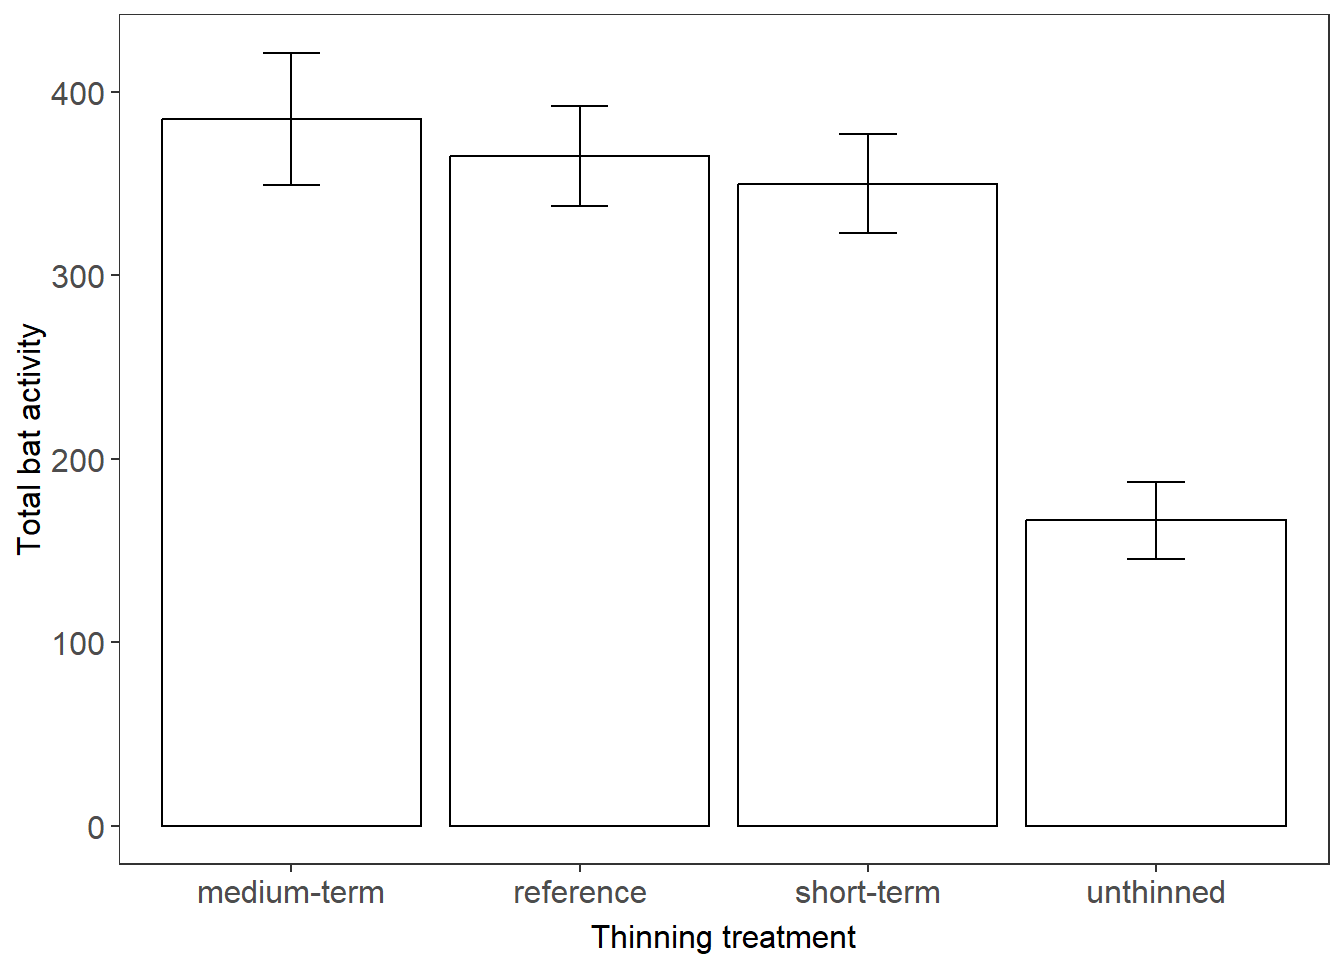 Total bat activity
400
300
200
100
0
medium-term reference short-term unthinned
Thinning treatment